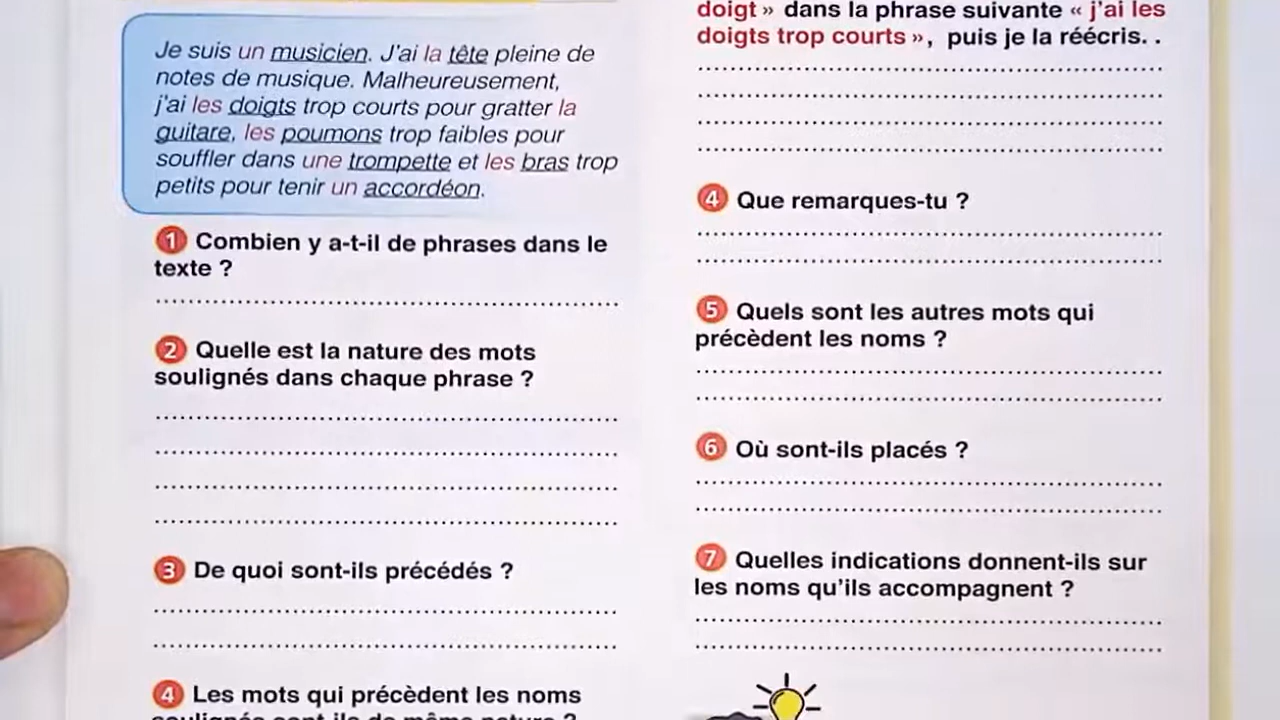 Je suis un musicien. J'ai la tête pleine de
notes de musique. Malheureusement,
j'ai les doigts trop courts pour gratter la
guitare, les poumons trop faibles pour
souffler dans une trompette et les bras trop
petits pour tenir un accordéon.
1 Combien y a-t-il de phrases dans le
texte ?
2 Quelle est la nature des mots
soulignés dans chaque phrase ?
3 De quoi sont-ils précédés ?
4 Les mots qui précèdent les noms
soulignés sont-ils de même nature ?
doigt » dans la phrase suivante « j'ai les
doigts trop courts », puis je la réécris. .
4 Que remarques-tu ?
5 Quels sont les autres mots qui
précèdent les noms ?
6 Où sont-ils placés ?
7 Quelles indications donnent-ils sur
les noms qu'ils accompagnent ?